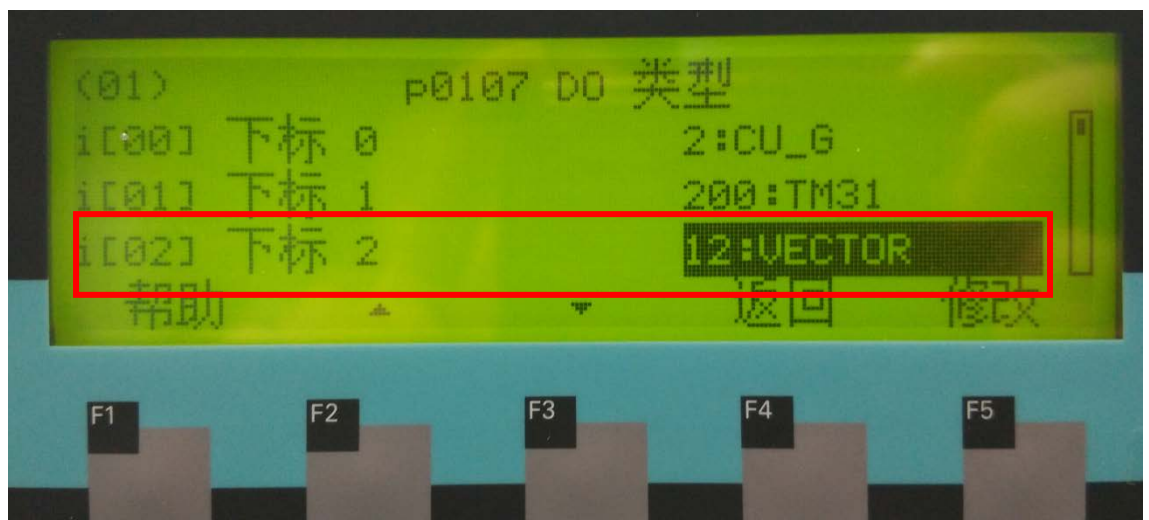 (01) p0107 DO 类型
i[00] 下标 0 2:CU_G
i[01] 下标 1 200:TM31
i[02] 下标 2 12:VECTOR
帮助 返回 修改
F1 F2 F3 F4 F5